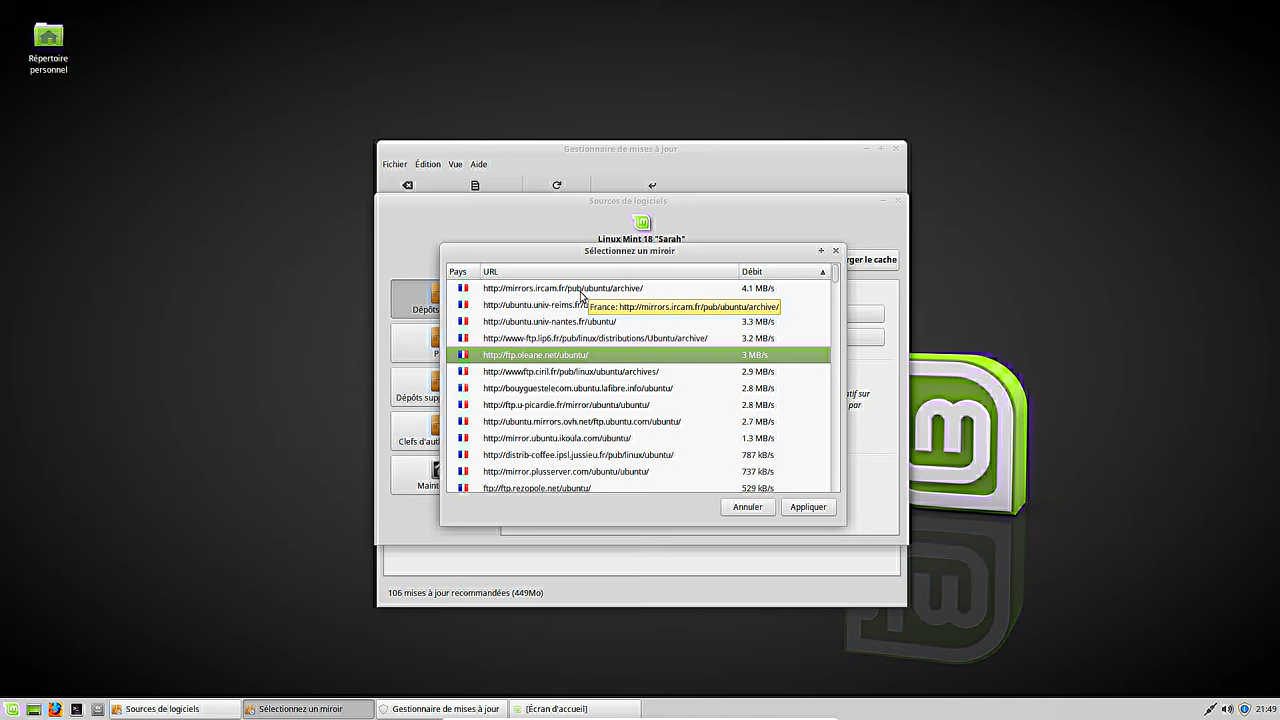 Répertoire
personnel
Gestionnaire de mises à jour
Fichier Édition Vue Aide
Sources de logiciels
Linux Mint 18 "Sarah"
Sélectionnez un miroir
rger le cache
Pays URL Débit
http://mirrors.ircam.fr/pub/ubuntu/archive/ 4.1 MB/s
http://ubuntu.univ-reims.fr/u
France: http://mirrors.ircam.fr/pub/ubuntu/archive/
http://ubuntu.univ-nantes.fr/ubuntu/ 3.3 MB/s
Dépôts
http://www-ftp.lip6.fr/pub/linux/distributions/Ubuntu/archive/ 3.2 MB/s
http://ftp.oleane.net/ubuntu/ 3 MB/s
P
http://wwwftp.ciril.fr/pub/linux/ubuntu/archives/ 2.9 MB/s
http://bouyguestelecom.ubuntu.lafibre.info/ubuntu/ 2.8 MB/s
atif sur
Dépôts sup
http://ftp.u-picardie.fr/mirror/ubuntu/ubuntu/ 2.8 MB/s
par
http://ubuntu.mirrors.ovh.net/ftp.ubuntu.com/ubuntu/ 2.7 MB/s
http://mirror.ubuntu.ikoula.com/ubuntu/ 1.3 MB/s
Clefs d'aut
http://distrib-coffee.ipsl.jussieu.fr/pub/linux/ubuntu/ 787 kB/s
http://mirror.plusserver.com/ubuntu/ubuntu/ 737 kB/s
Maint
ftp://ftp.rezopole.net/ubuntu/ 529 kB/s
Annuler Appliquer
106 mises à jour recommandées (449Mo)
Sources de logiciels Sélectionnez un miroir Gestionnaire de mises à jour [Écran d'accueil] 21:49